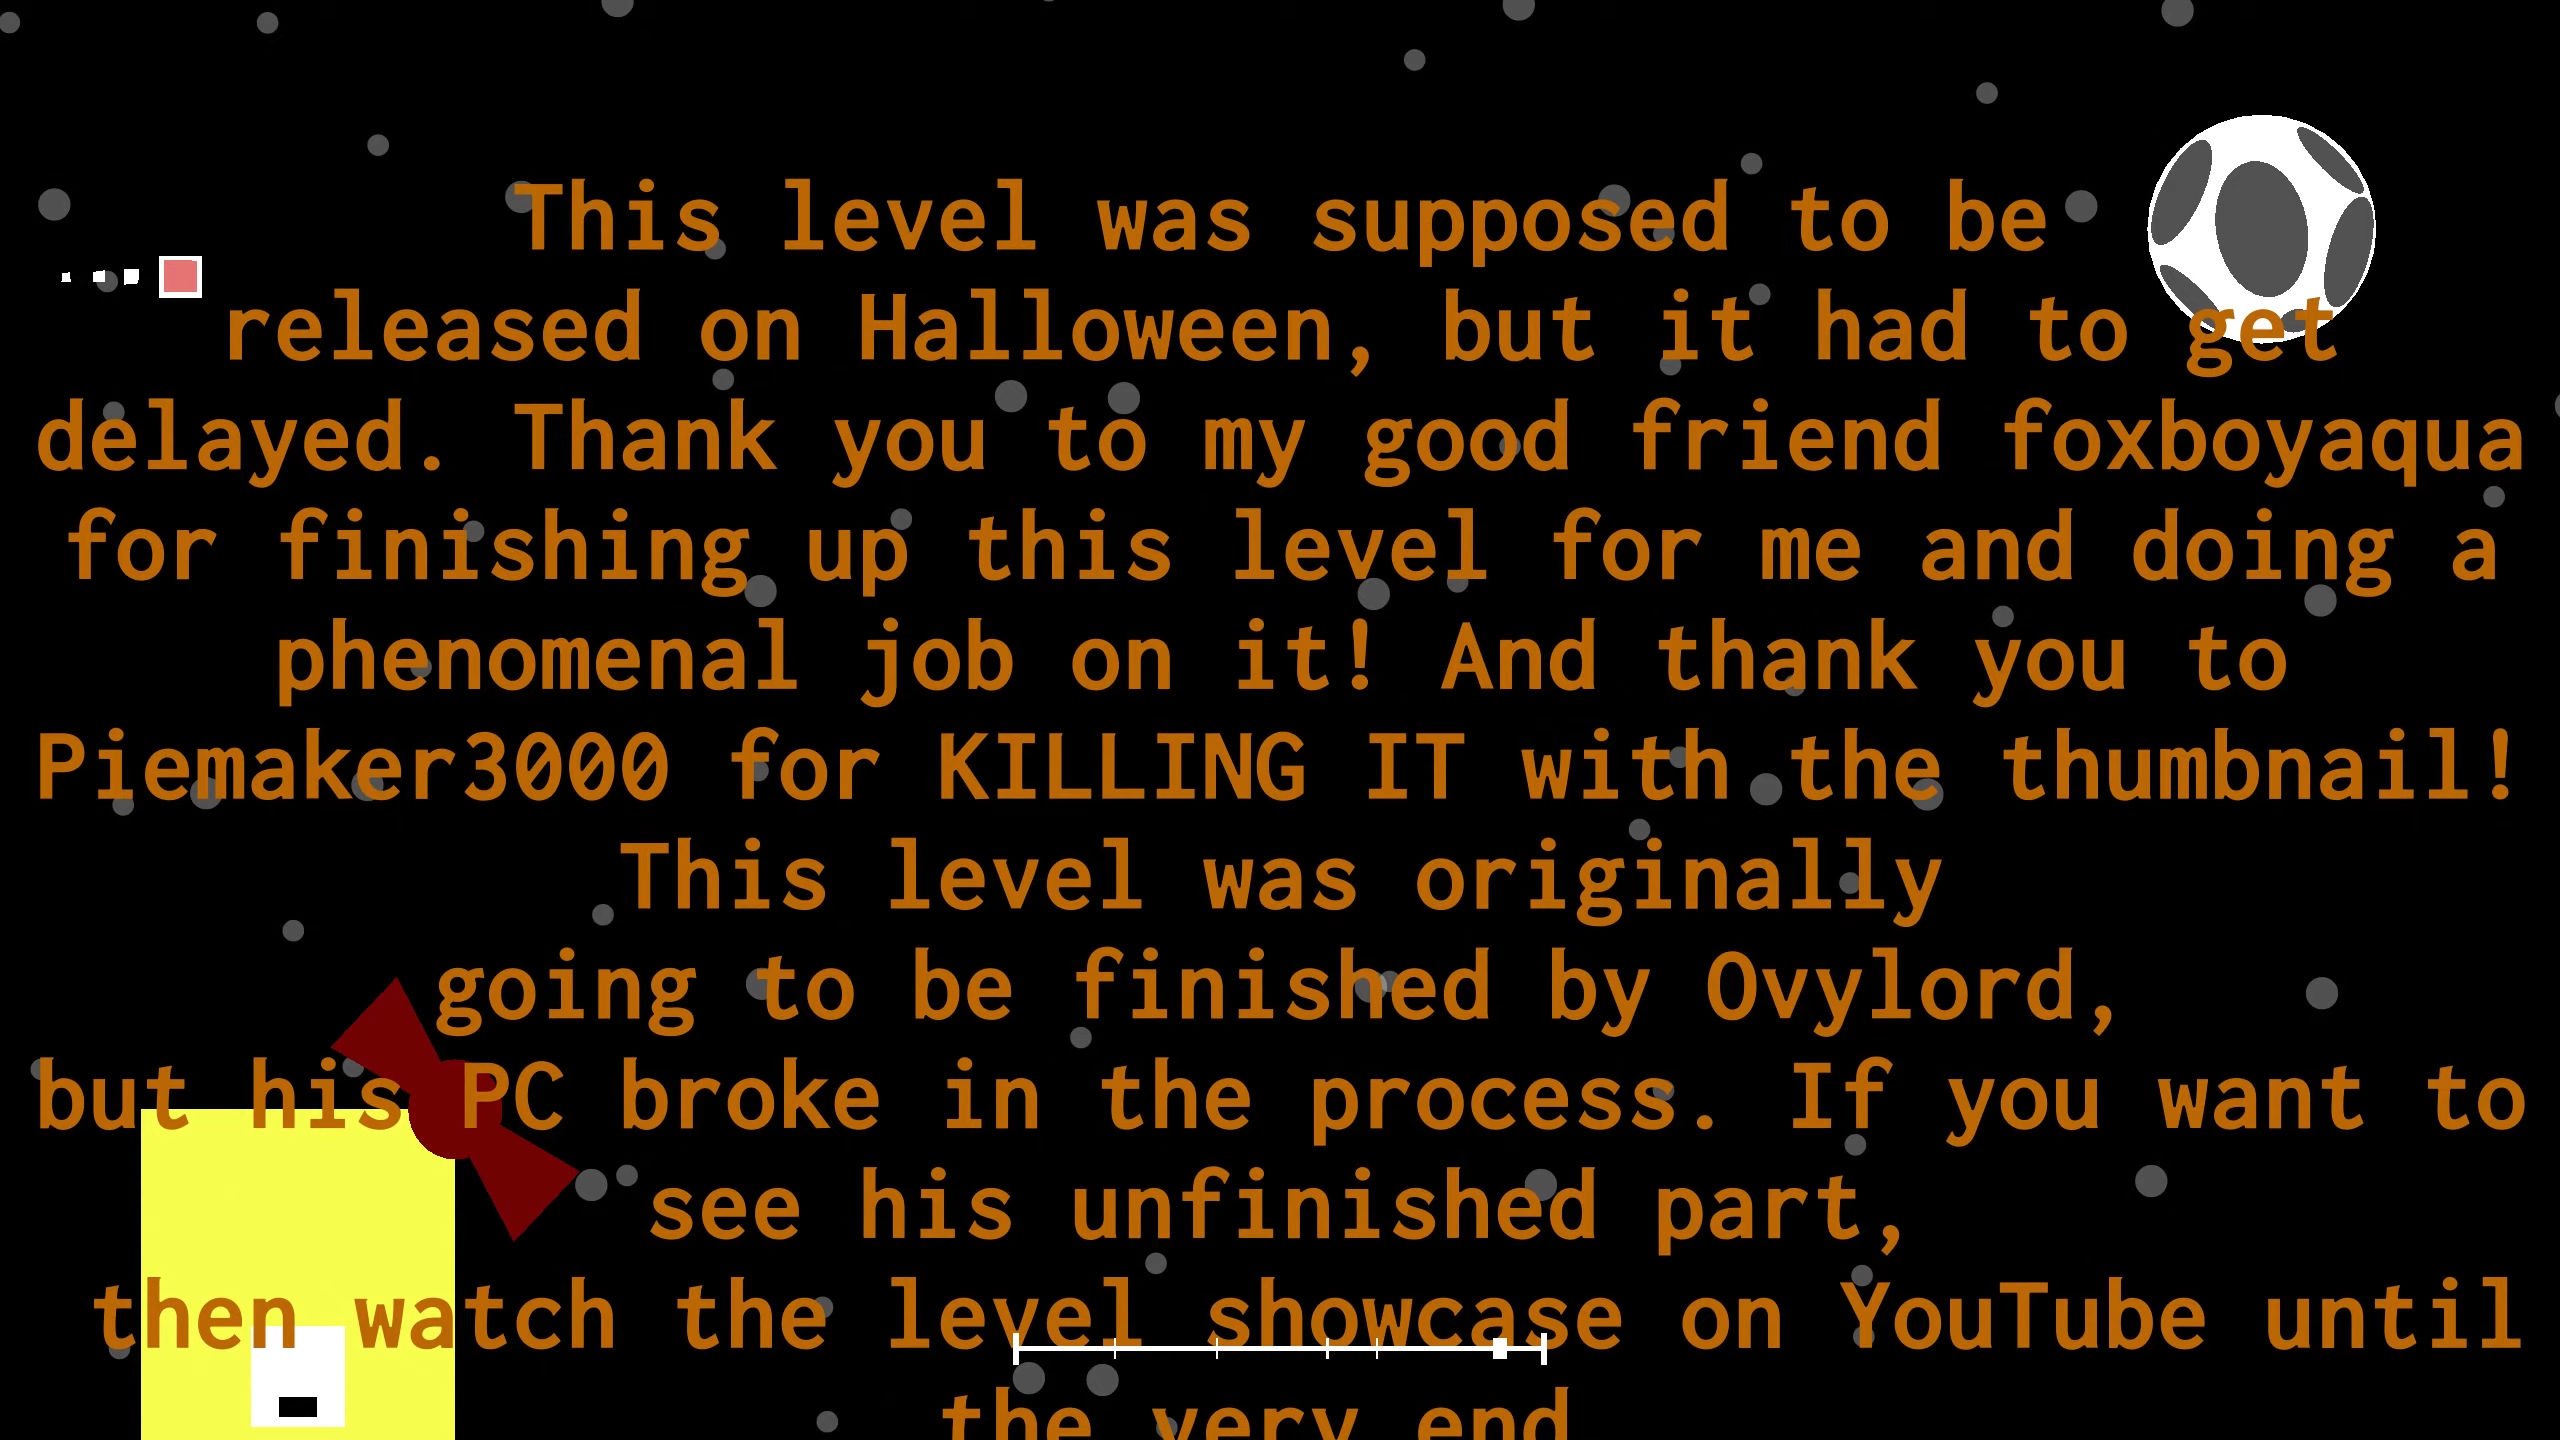 This level was supposed to be
released on Halloween, but it had to get
delayed. Thank you to my good friend foxboyaqua
for finishing up this level for me and doing a
phenomenal job on it! And thank you to
Piemaker3000 for KILLING IT with the thumbnail!
This level was originally
going to be finished by Ovylord,
but his PC broke in the process. If you want to
see his unfinished part,
then watch the level showcase on YouTube until
the very end